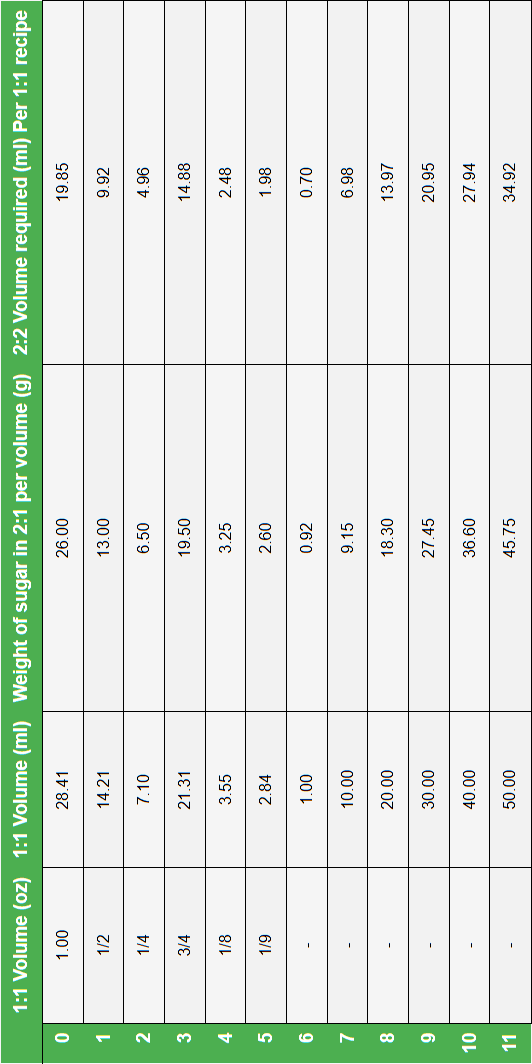 1:1 Volume (oz) 1:1 Volume (ml) Weight of sugar in 2:1 per volume (g) 2:2 Volume required (ml) Per 1:1 recipe
0 1.00 28.41 26.00 19.85
1 1/2 14.21 13.00 9.92
2 1/4 7.10 6.50 4.96
3 3/4 21.31 19.50 14.88
4 1/8 3.55 3.25 2.48
5 1/9 2.84 2.60 1.98
6 - 1.00 0.92 0.70
7 - 10.00 9.15 6.98
8 - 20.00 18.30 13.97
9 - 30.00 27.45 20.95
10 - 40.00 36.60 27.94
11 - 50.00 45.75 34.92